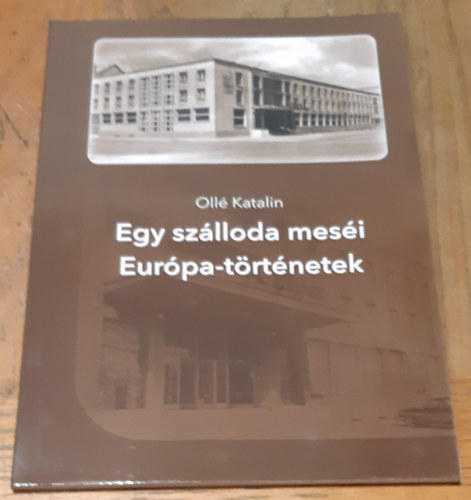 Ollé Katalin
Egy szálloda meséi
Európa-történetek